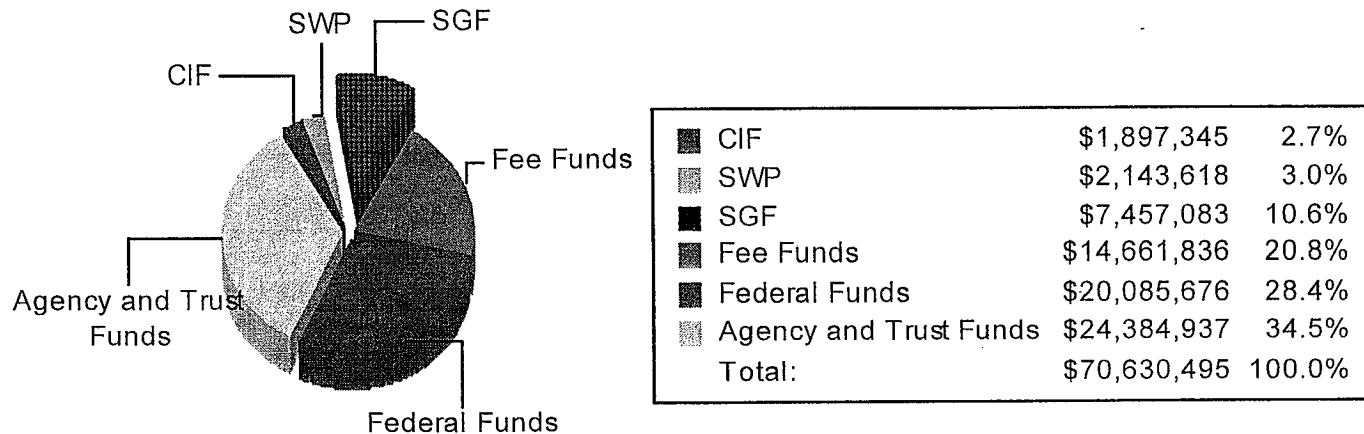 SWP
SGF
CIF
Fee Funds
Agency and Trust
Funds
Federal Funds
CIF $1,897,345 2.7%
SWP $2,143,618 3.0%
SGF $7,457,083 10.6%
Fee Funds $14,661,836 20.8%
Federal Funds $20,085,676 28.4%
Agency and Trust Funds $24,384,937 34.5%
Total: $70,630,495 100.0%